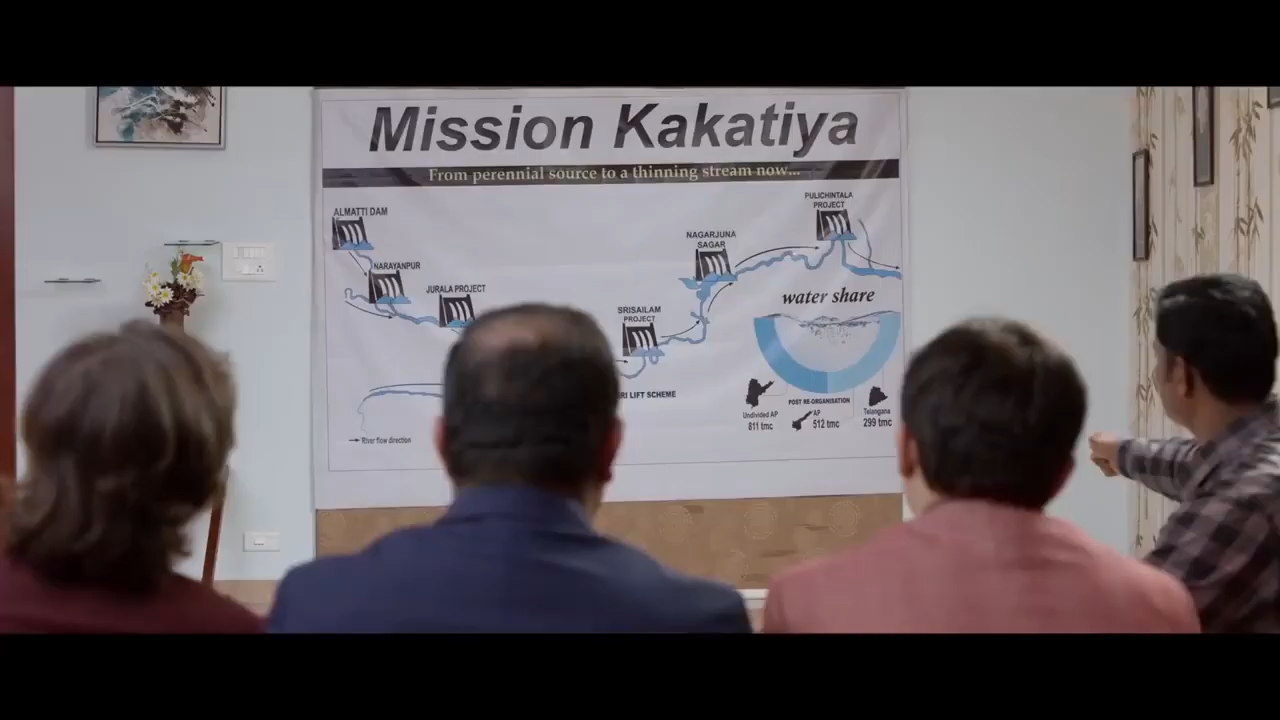 Mission Kakatiya
From perennial source to a thinning stream now...
ALMATTI DAM
NARAYANPUR
JURALA PROJECT
SRISAILAM
PROJECT
NAGARJUNA
SAGAR
PULICHINTALA
PROJECT
LIFT SCHEME
River flow direction
water share
Undivided AP
811 tmc
POST RE-ORGANISATION
AP
512 tmc
Telangana
299 tmc